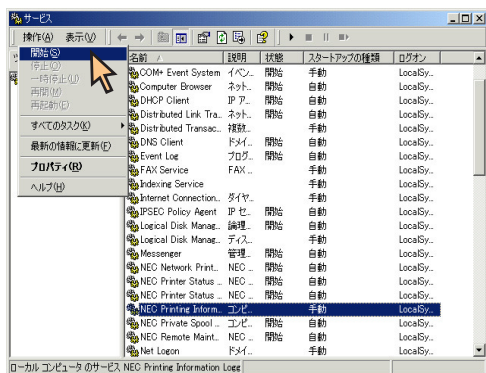 サービス
操作(A) 表示(V)
開始(S)
停止(O)
一時停止(U)
再開(M)
再起動(E)
すべてのタスク(K)
最新の情報に更新(F)
プロパティ(R)
ヘルプ(H)
名前 説明 状態 スタートアップの種類 ログオン
COM+ Event System イベン... 開始 手動 LocalSy...
Computer Browser ネット... 開始 自動 LocalSy...
DHCP Client IP ア... 開始 自動 LocalSy...
Distributed Link Tra... ネット... 開始 自動 LocalSy...
Distributed Transac... 複数... 手動 LocalSy...
DNS Client ドメイ... 開始 自動 LocalSy...
Event Log プログ... 開始 自動 LocalSy...
FAX Service FAX ... 手動 LocalSy...
Indexing Service 手動 LocalSy...
Internet Connection... ダイヤ... 手動 LocalSy...
IPSEC Policy Agent IP セ... 開始 自動 LocalSy...
Logical Disk Manag... 論理... 開始 自動 LocalSy...
Logical Disk Manag... ディス... 手動 LocalSy...
Messenger 管理... 開始 自動 LocalSy...
NEC Network Print... NEC ... 開始 自動 LocalSy...
NEC Printer Status ... NEC ... 開始 自動 LocalSy...
NEC Printer Status ... NEC ... 開始 自動 LocalSy...
NEC Printing Inform... コンピ... 手動 LocalSy...
NEC Private Spool ... コンピ... 開始 自動 LocalSy...
NEC Remote Maint... NEC... 開始 自動 LocalSy...
Net Logon ドメイ... 手動 LocalSy...
ローカル コンピュータ のサービス NEC Printing Information Logg